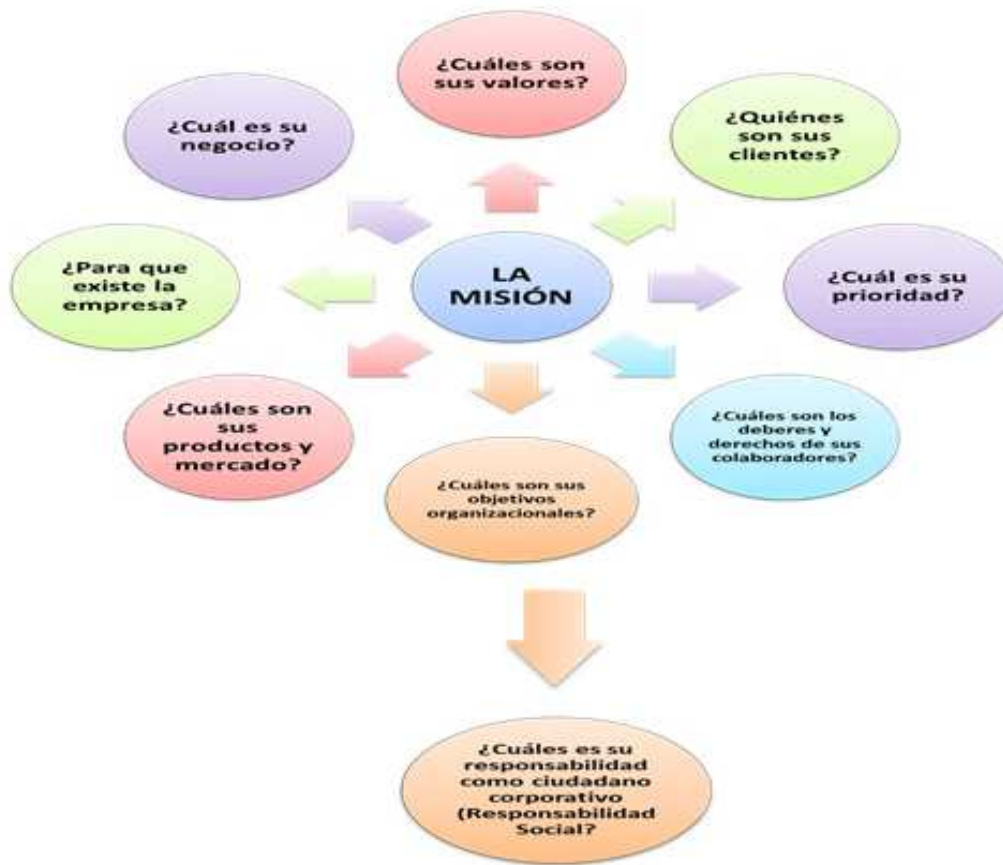 ¿Cuáles son
sus valores?
¿Cuál es su
negocio?
¿Quiénes
son sus
clientes?
¿Para que
existe la
empresa?
LA
MISIÓN
¿Cuál es su
prioridad?
¿Cuáles son
sus
productos y
mercado?
¿Cuáles son los
deberes y
derechos de sus
colaboradores?
¿Cuáles son sus
objetivos
organizacionales?
¿Cuáles es su
responsabilidad
como ciudadano
corporativo
(Responsabilidad
Social?